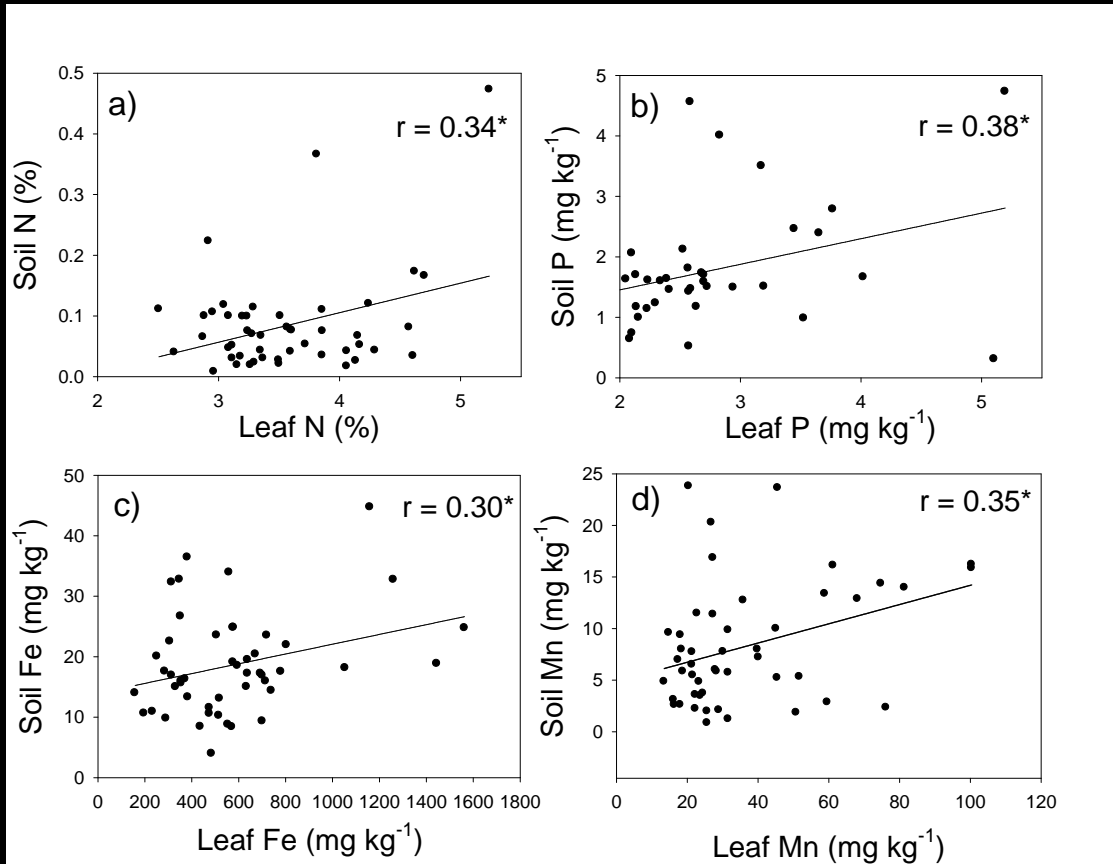 a)
r = 0.34*
Soil N (%)
0.5
0.4
0.3
0.2
0.1
0.0
2 3 4 5
Leaf N (%)
b)
r = 0.38*
Soil P (mg kg⁻¹)
5
4
3
2
1
0
2 3 4 5
Leaf P (mg kg⁻¹)
c)
r = 0.30*
Soil Fe (mg kg⁻¹)
50
40
30
20
10
0
0 200 400 600 800 1000 1200 1400 1600 1800
Leaf Fe (mg kg⁻¹)
d)
r = 0.35*
Soil Mn (mg kg⁻¹)
25
20
15
10
5
0
0 20 40 60 80 100 120
Leaf Mn (mg kg⁻¹)